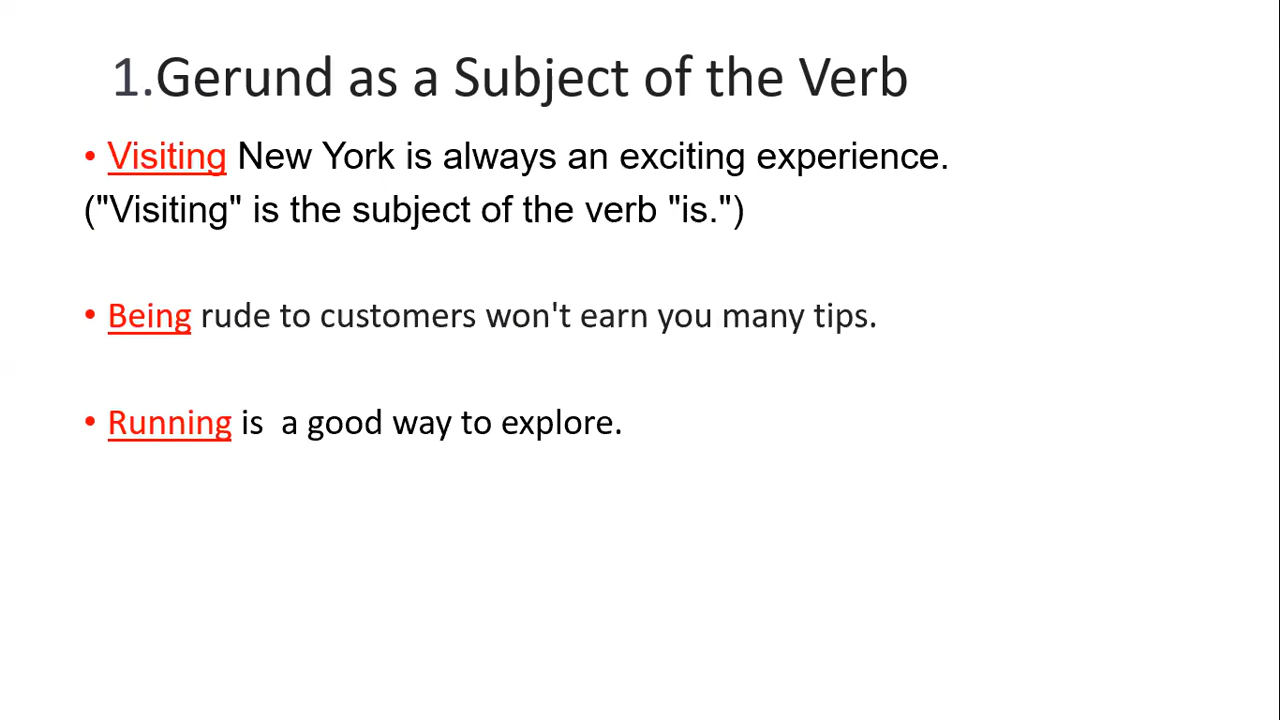 1.Gerund as a Subject of the Verb
• Visiting New York is always an exciting experience.
("Visiting" is the subject of the verb "is.")
• Being rude to customers won't earn you many tips.
• Running is  a good way to explore.